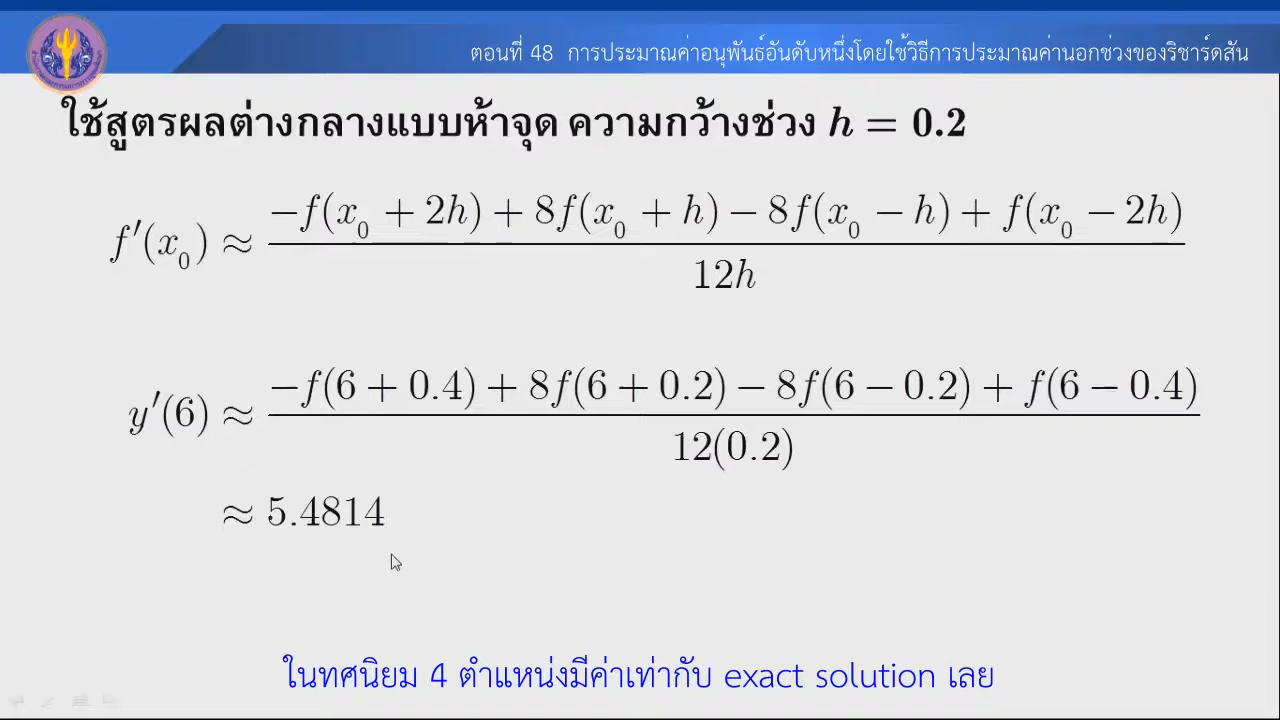 ตอนที่ 48 การประมาณค่าอนุพันธ์อันดับหนึ่งโดยใช้วิธีการประมาณค่านอกช่วงของริชาร์ดสัน
ใช้สูตรผลต่างกลางแบบห้าจุด ความกว้างช่วง h = 0.2
f′(x₀) ≈ (−f(x₀ + 2h) + 8f(x₀ + h) − 8f(x₀ − h) + f(x₀ − 2h)) / 12h
y′(6) ≈ (−f(6 + 0.4) + 8f(6 + 0.2) − 8f(6 − 0.2) + f(6 − 0.4)) / 12(0.2)
≈ 5.4814
ในทศนิยม 4 ตำแหน่งมีค่าเท่ากับ exact solution เลย